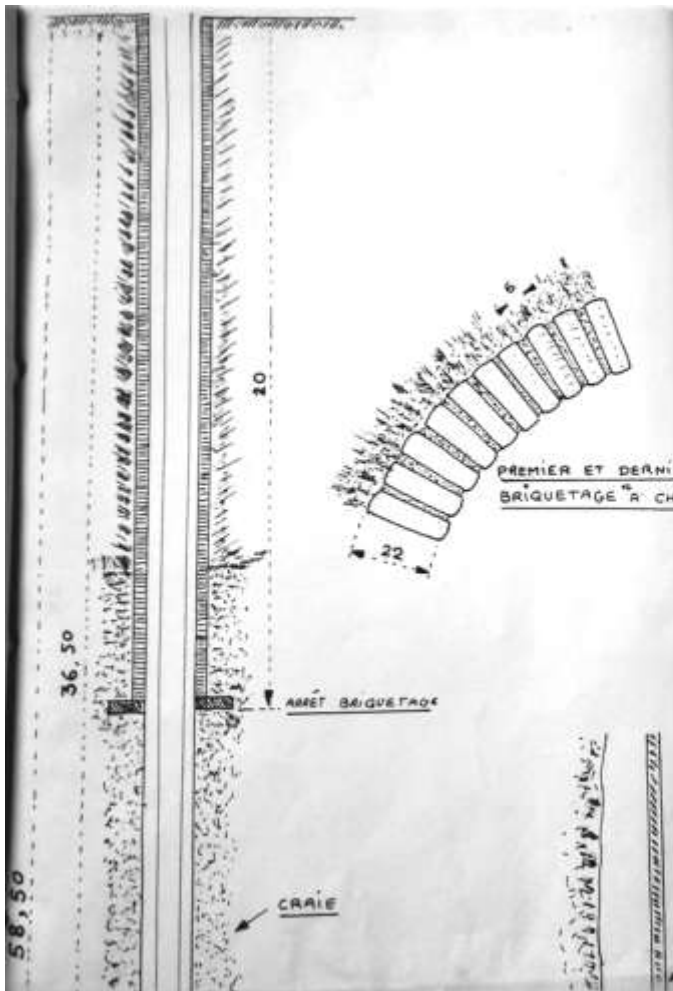 20
6
PREMIER ET DERNI
BRIQUETAGE A CH
22
36,50
ARRÊT BRIQUETAGE
58,50
CRAIE